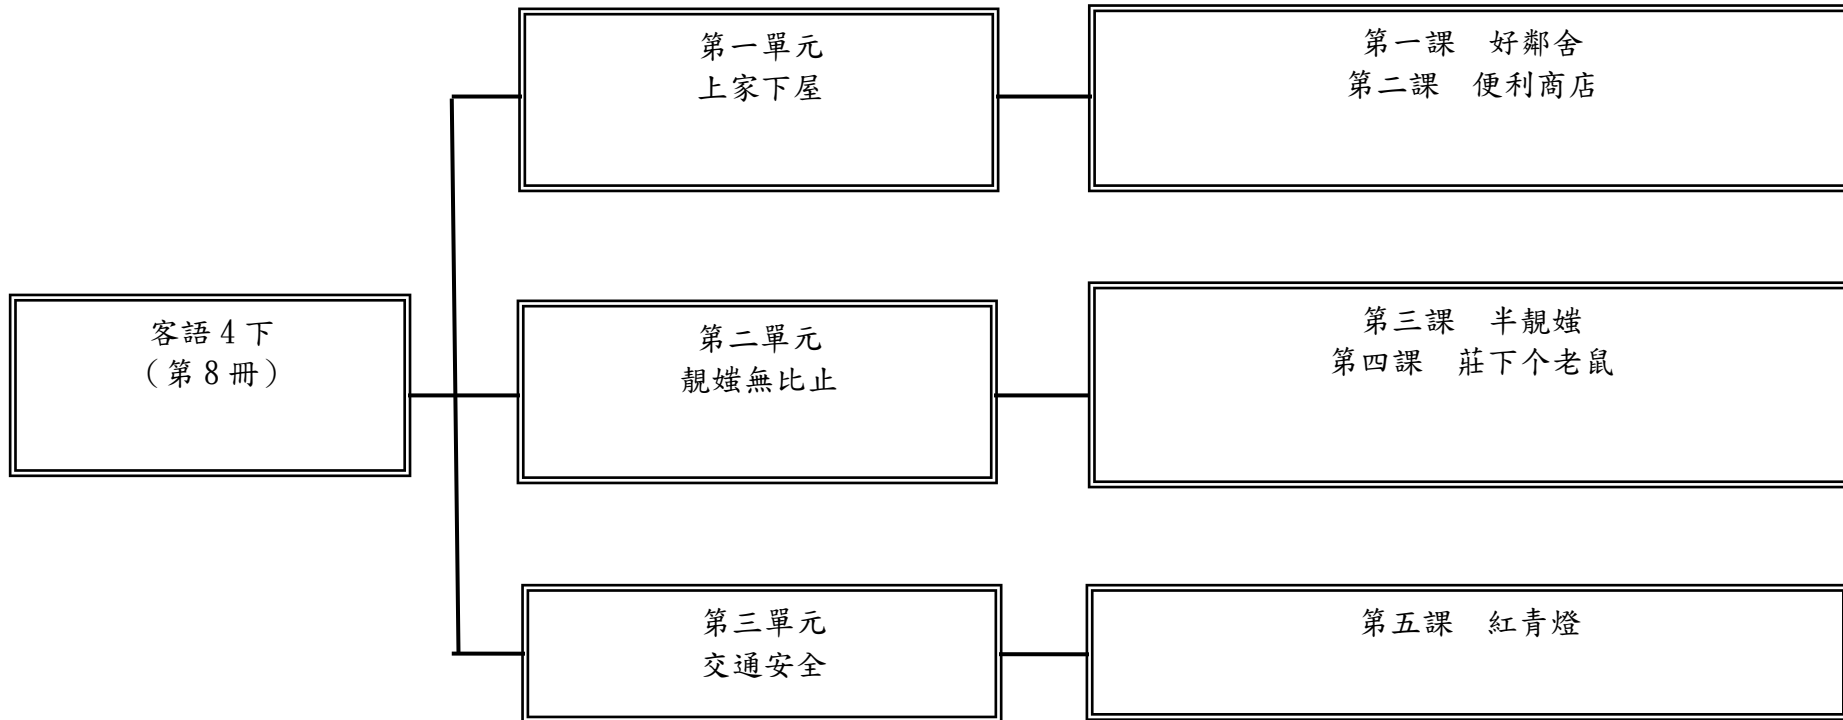 客語4下
（第8冊）
第一單元
上家下屋
第一課　好鄰舍
第二課　便利商店
第二單元
靚媸無比止
第三課　半靚媸
第四課　莊下个老鼠
第三單元
交通安全
第五課　紅青燈